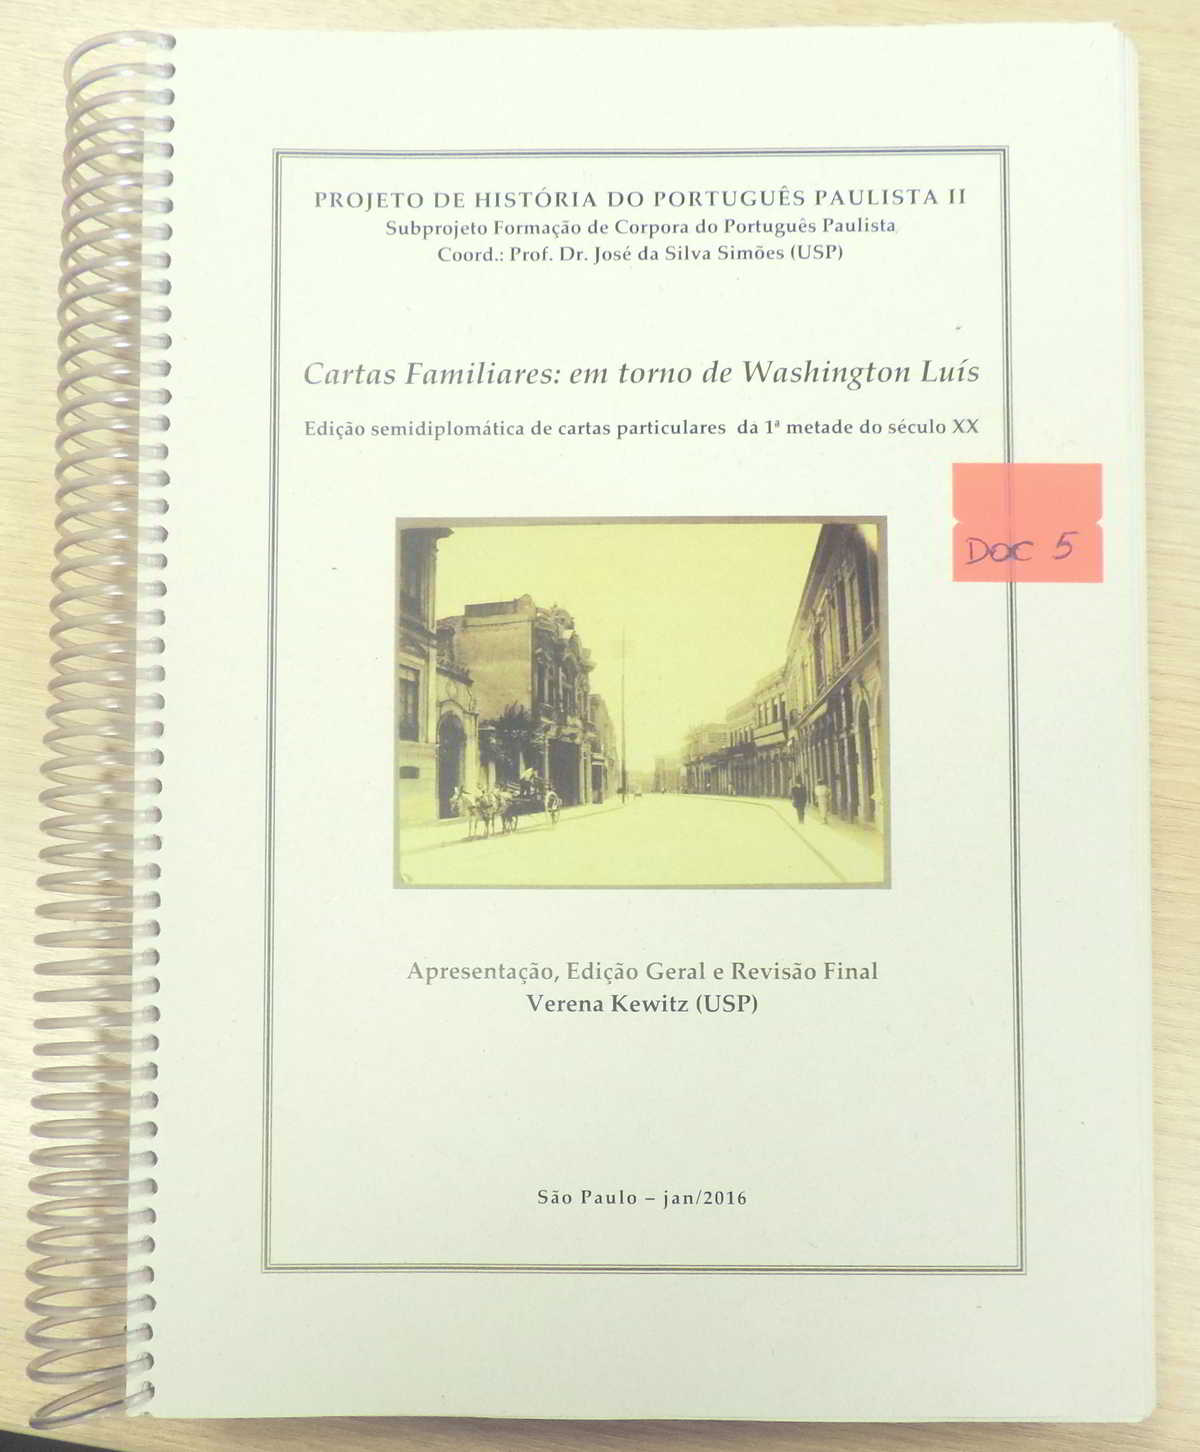 PROJETO DE HISTÓRIA DO PORTUGUÊS PAULISTA II
Subprojeto Formação de Corpora do Português Paulista
Coord.: Prof. Dr. José da Silva Simões (USP)
Cartas Familiares: em torno de Washington Luís
Edição semidiplomática de cartas particulares da 1ª metade do século XX
DOC 5
Apresentação, Edição Geral e Revisão Final
Verena Kewitz (USP)
São Paulo – jan/2016